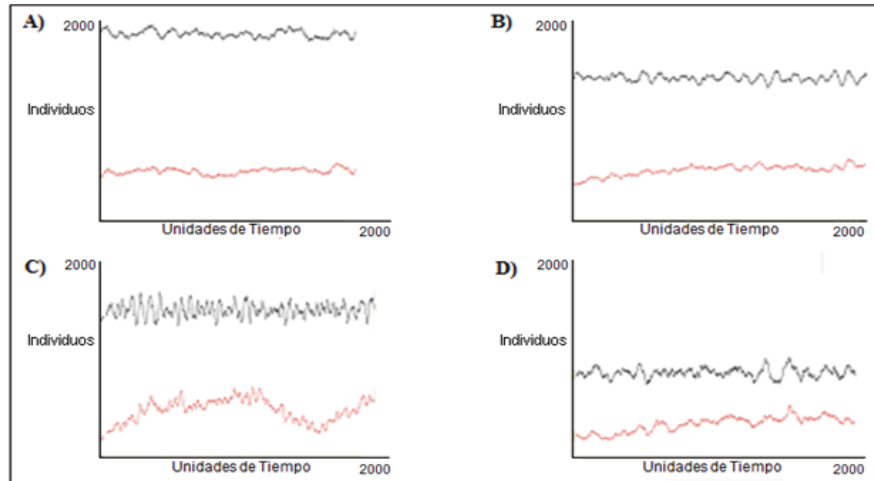 A)
2000
Individuos
Unidades de Tiempo
2000
B)
2000
Individuos
Unidades de Tiempo
2000
C)
2000
Individuos
Unidades de Tiempo
2000
D)
2000
Individuos
Unidades de Tiempo
2000